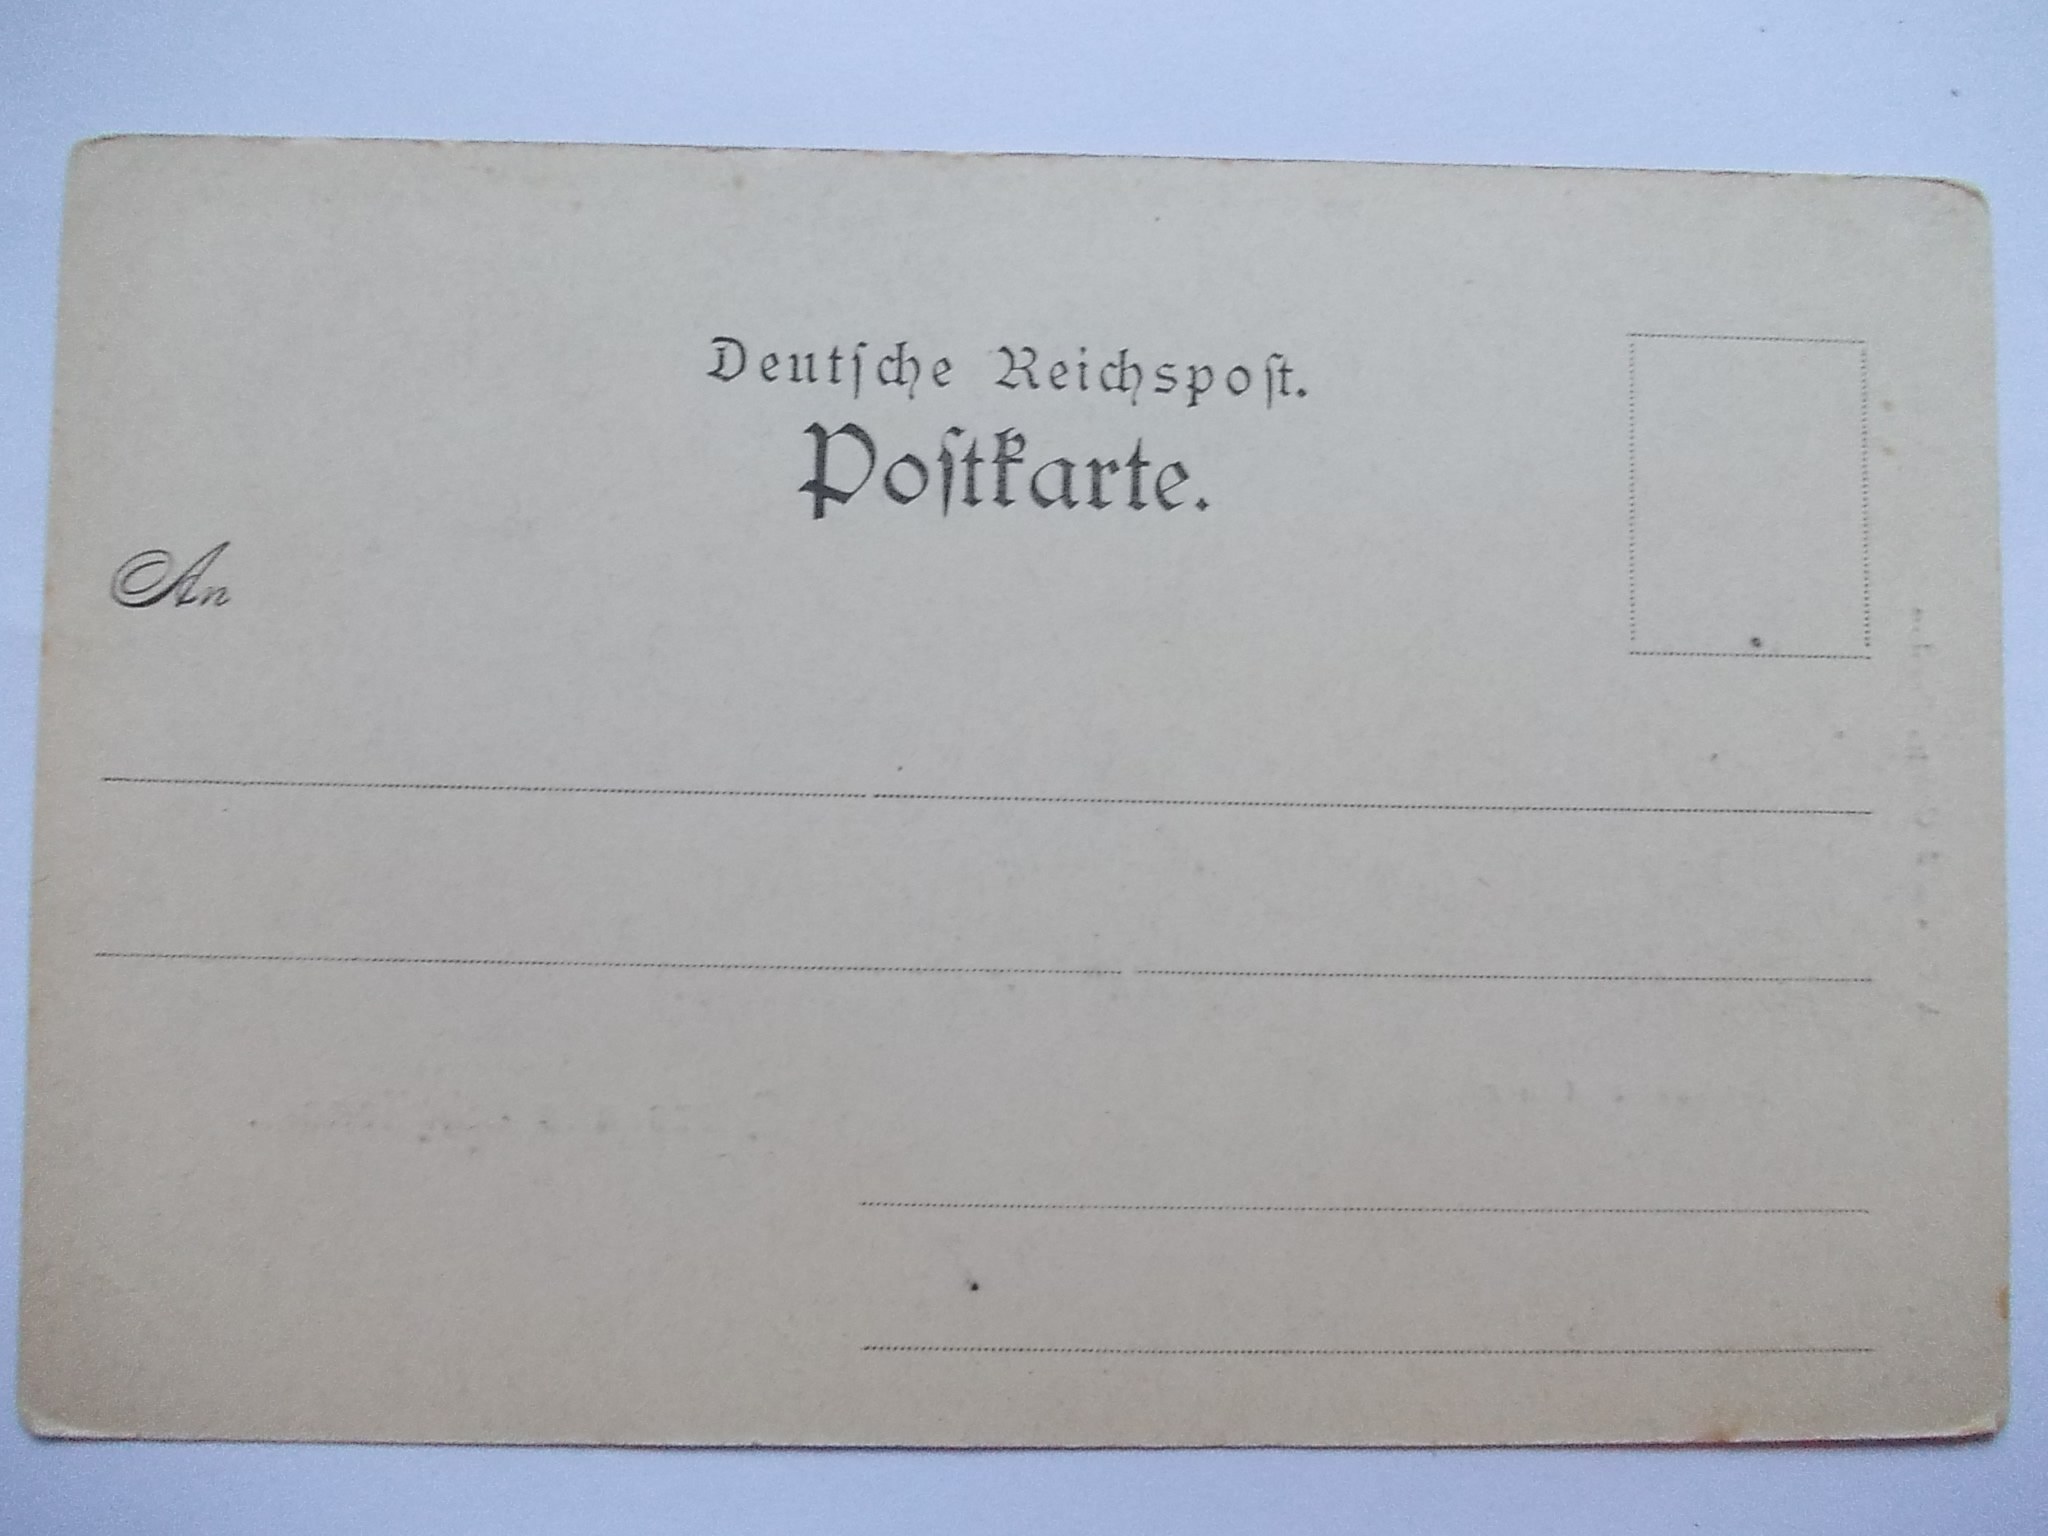 Deutſche Reichspoſt.
Poſtkarte.
An